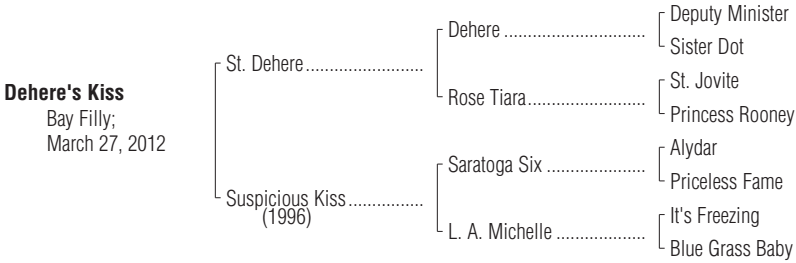 Dehere's Kiss
Bay Filly;
March 27, 2012
St. Dehere
Suspicious Kiss
(1996)
Dehere
Rose Tiara
Saratoga Six
L. A. Michelle
Deputy Minister
Sister Dot
St. Jovite
Princess Rooney
Alydar
Priceless Fame
It's Freezing
Blue Grass Baby